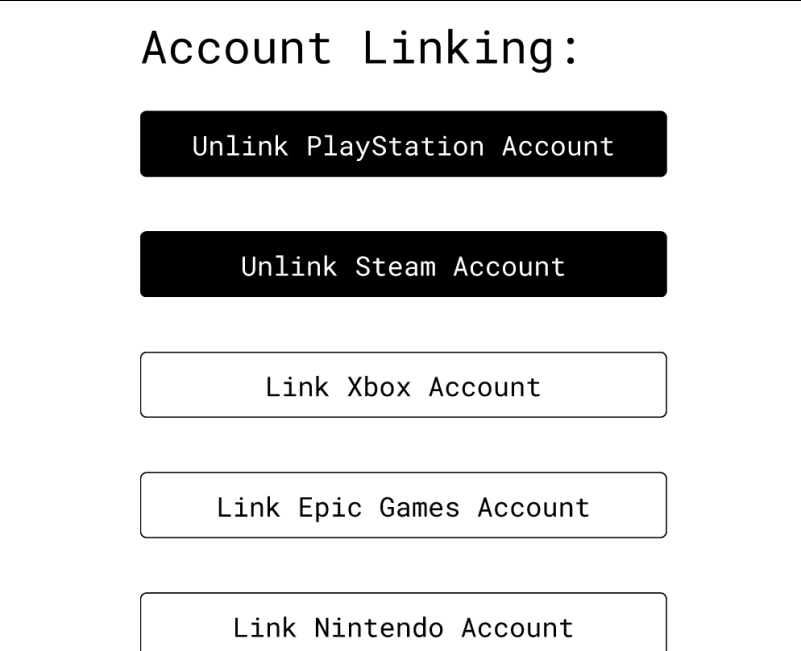 Account Linking:
Unlink PlayStation Account
Unlink Steam Account
Link Xbox Account
Link Epic Games Account
Link Nintendo Account